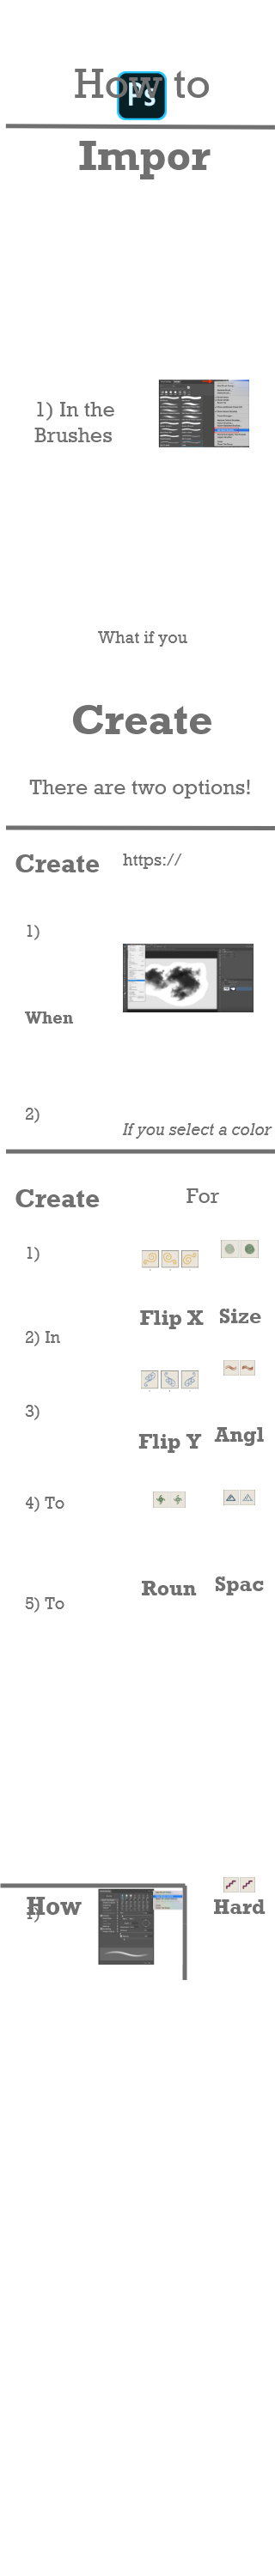 How to
Ps
Impor
1) In the
Brushes
What if you
Create
There are two options!
Create
https://
1)
When
2)
If you select a color
Create
For
1)
Flip X
Size
2) In
3)
Flip Y
Angl
4) To
Roun
Spac
5) To
How
1)
Hard